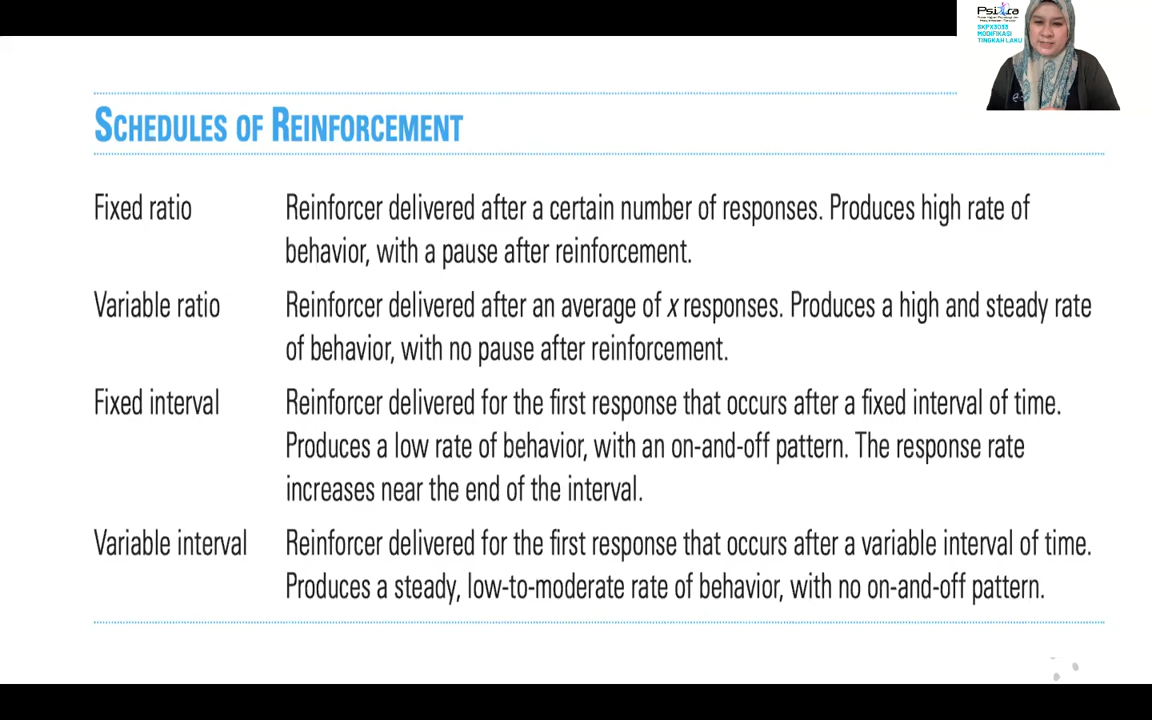 Psitra
SKPX3033
MODIFIKASI
TINGKAH LAKU
SCHEDULES OF REINFORCEMENT
Fixed ratio
Reinforcer delivered after a certain number of responses. Produces high rate of
behavior, with a pause after reinforcement.
Variable ratio
Reinforcer delivered after an average of x responses. Produces a high and steady rate
of behavior, with no pause after reinforcement.
Fixed interval
Reinforcer delivered for the first response that occurs after a fixed interval of time.
Produces a low rate of behavior, with an on-and-off pattern. The response rate
increases near the end of the interval.
Variable interval
Reinforcer delivered for the first response that occurs after a variable interval of time.
Produces a steady, low-to-moderate rate of behavior, with no on-and-off pattern.